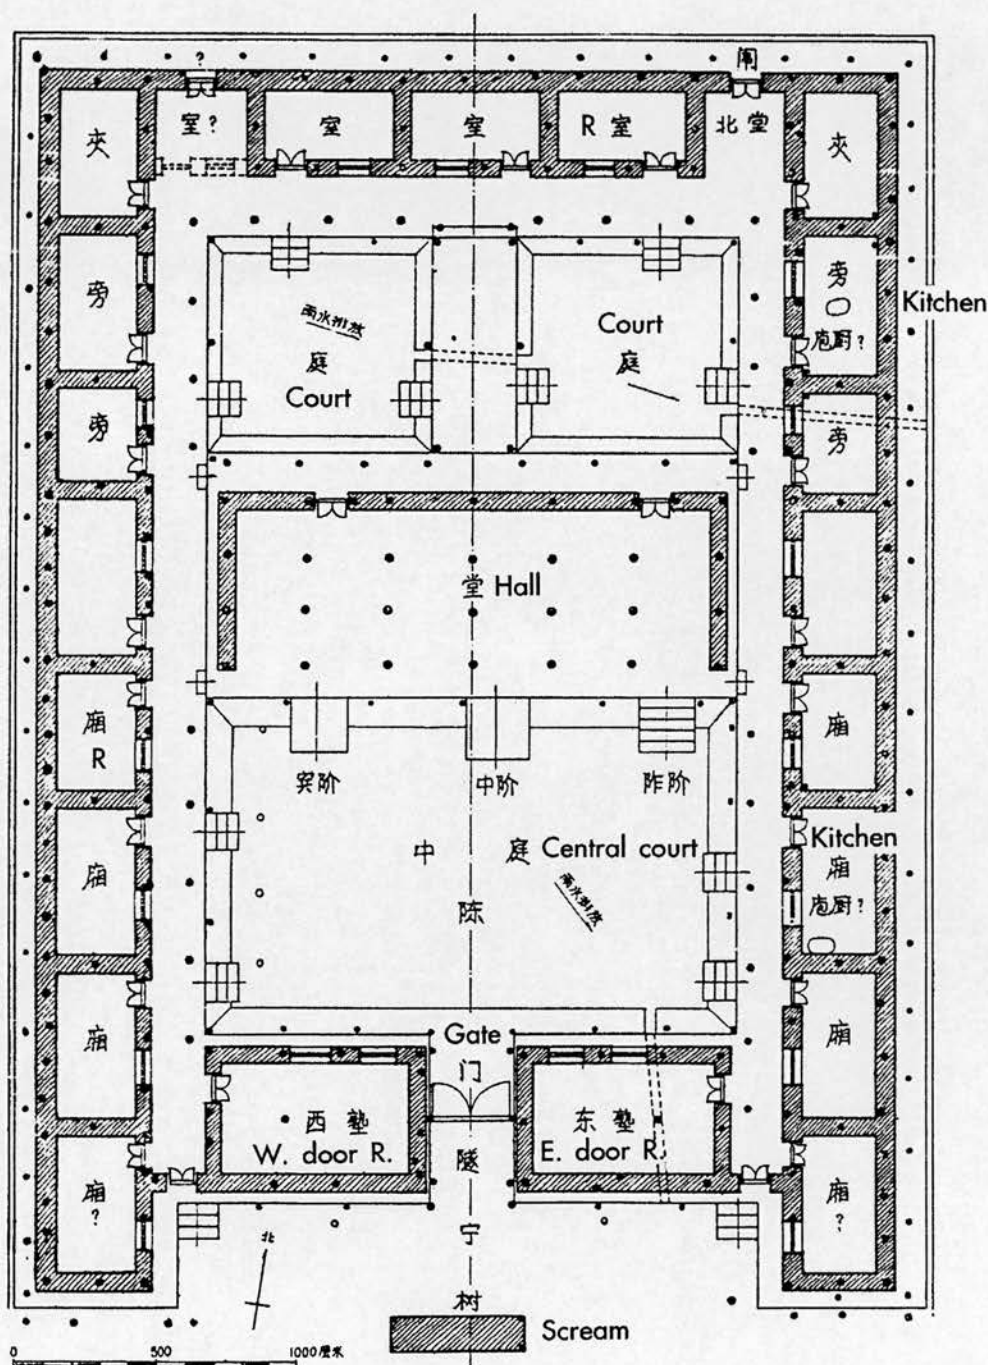 ?
闱
夹
室?
室
室
R 室
北堂
夹
旁
雨水排放
庭
Court
Court
庭
旁
庖厨?
Kitchen
旁
旁
堂 Hall
廂
R
宾阶
中阶
阼阶
廂
廂
中 庭 Central court
陈
雨水排放
Kitchen
廂
庖厨?
廂
Gate
门
廂
西塾
W. door R.
东塾
E. door R.
隧
廂
?
宁
廂
?
北
树
Scream
0 500 1000厘米